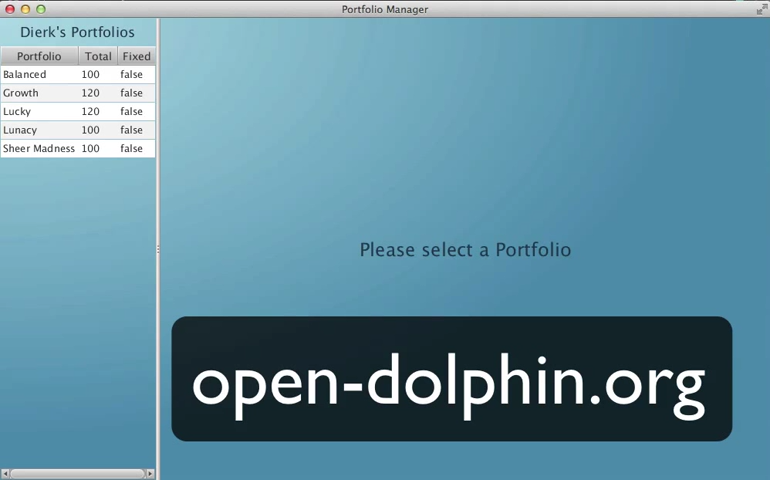 Portfolio Manager
Dierk's Portfolios
Portfolio Total Fixed
Balanced 100 false
Growth 120 false
Lucky 120 false
Lunacy 100 false
Sheer Madness 100 false
Please select a Portfolio
open-dolphin.org